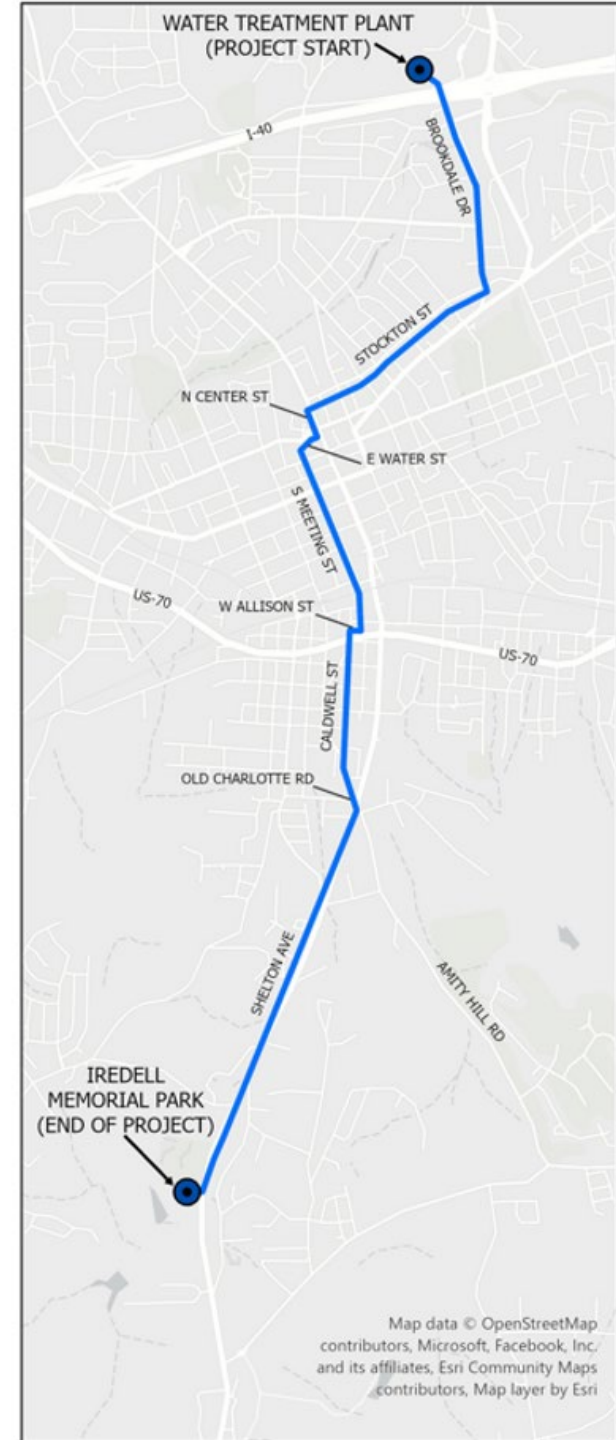 WATER TREATMENT PLANT
(PROJECT START)
I-40
BROOKDALE DR
STOCKTON ST
N CENTER ST
E WATER ST
S MEETING ST
US-70
W ALLISON ST
US-70
CALDWELL ST
OLD CHARLOTTE RD
SHELTON AVE
AMITY HILL RD
IREDELL
MEMORIAL PARK
(END OF PROJECT)
Map data © OpenStreetMap
contributors, Microsoft, Facebook, Inc.
and its affiliates, Esri Community Maps
contributors, Map layer by Esri